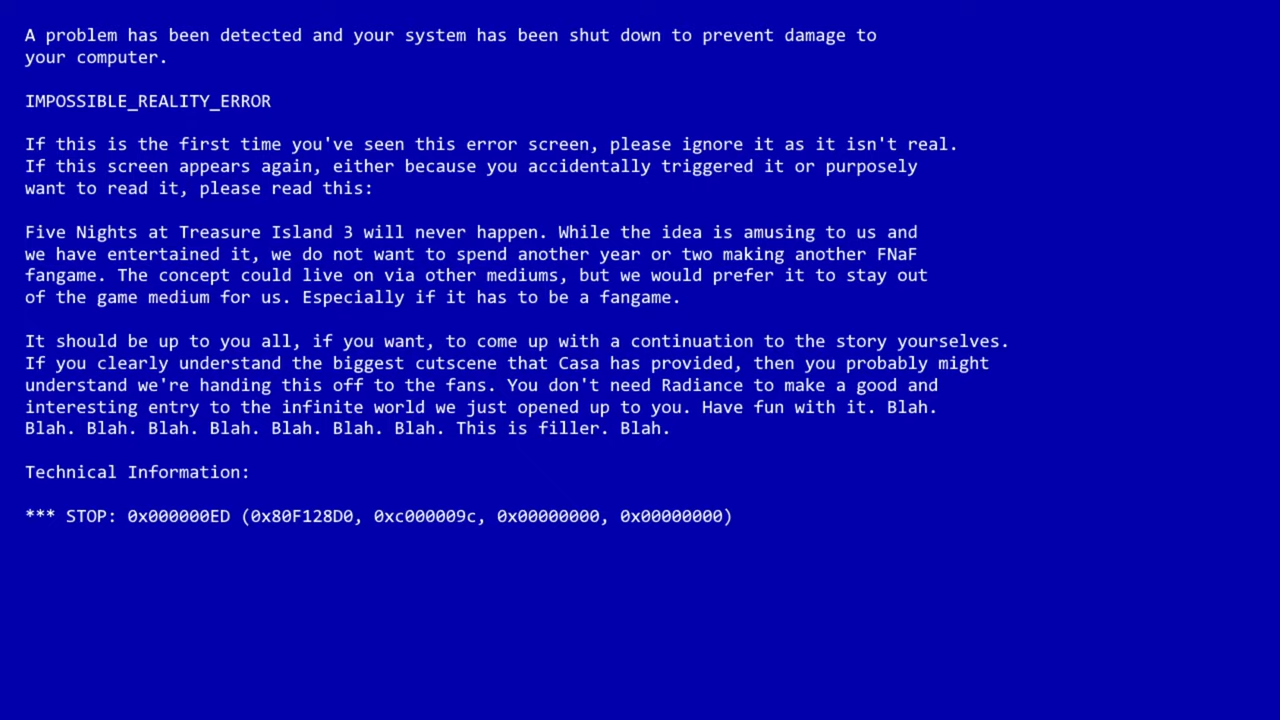 A problem has been detected and your system has been shut down to prevent damage to
your computer.
IMPOSSIBLE_REALITY_ERROR
If this is the first time you've seen this error screen, please ignore it as it isn't real.
If this screen appears again, either because you accidentally triggered it or purposely
want to read it, please read this:
Five Nights at Treasure Island 3 will never happen. While the idea is amusing to us and
we have entertained it, we do not want to spend another year or two making another FNaF
fangame. The concept could live on via other mediums, but we would prefer it to stay out
of the game medium for us. Especially if it has to be a fangame.
It should be up to you all, if you want, to come up with a continuation to the story yourselves.
If you clearly understand the biggest cutscene that Casa has provided, then you probably might
understand we're handing this off to the fans. You don't need Radiance to make a good and
interesting entry to the infinite world we just opened up to you. Have fun with it. Blah.
Blah. Blah. Blah. Blah. Blah. Blah. Blah. This is filler. Blah.
Technical Information:
*** STOP: 0x000000ED (0x80F128D0, 0xc000009c, 0x00000000, 0x00000000)